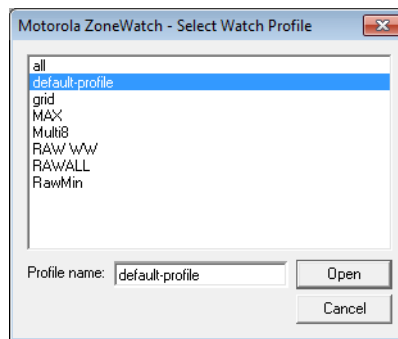 Motorola ZoneWatch - Select Watch Profile
all
default-profile
grid
MAX
Multi8
RAW WW
RAWALL
RawMin
Profile name: default-profile Open
Cancel